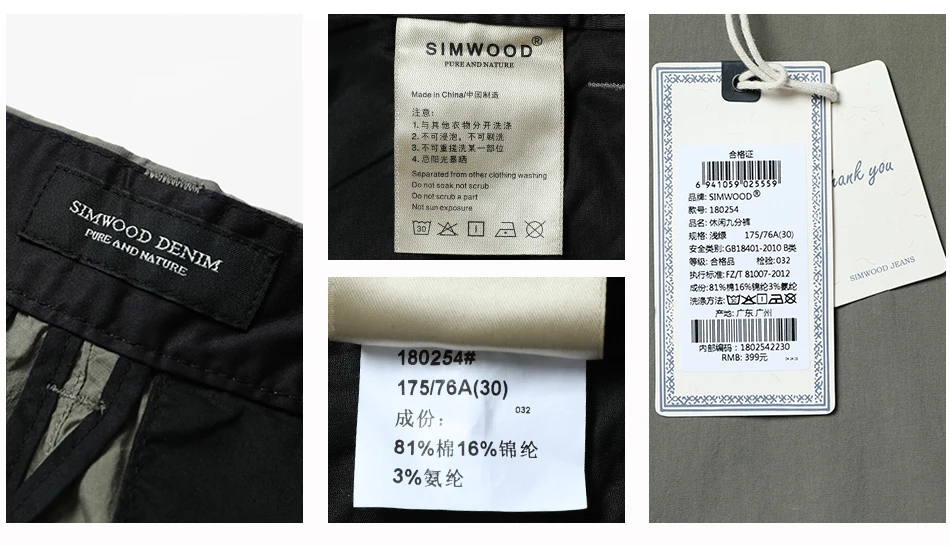 SIMWOOD DENIM
PURE AND NATURE
SIMWOOD®
PURE AND NATURE
Made in China/中国制造
注意:
1.与其他衣物分开洗涤
2.不可浸泡，不可刷洗
3.不可重搓洗某一部位
4.忌阳光暴晒
Separated from other clothing washing
Do not soak.not scrub
Do not scrub a part
Not sun exposure
30
180254#
175/76A(30)
032
成份:
81%棉16%锦纶
3%氨纶
合格证
6 941059 025559
品牌: SIMWOOD®
款号: 180254
品名: 休闲九分裤
规格: 浅绿 175/76A(30)
安全类别:GB18401-2010 B类
等级: 合格品 检验:032
执行标准:FZ/T 81007-2012
成份:81%棉16%锦纶3%氨纶
洗涤方法:
产地: 广东 广州
内部编码：1802542230
RMB: 399元
>>>
hank you
SIMWOOD JEANS